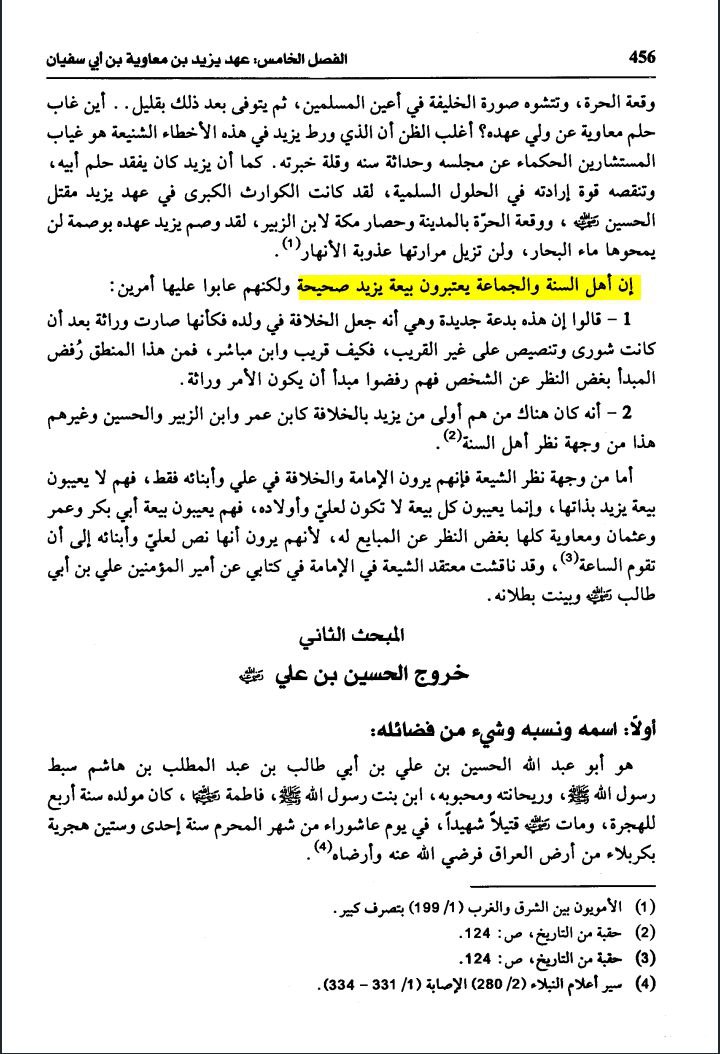 456
الفصل الخامس: عهد يزيد بن معاوية بن أبي سفيان
وقعة الحرة، وتتشوه صورة الخليفة في أعين المسلمين، ثم يتوفى بعد ذلك بقليل.. أين غاب
حلم معاوية عن ولي عهده؟ أغلب الظن أن الذي ورط يزيد في هذه الأخطاء الشنيعة هو غياب
المستشارين الحكماء عن مجلسه وحداثة سنه وقلة خبرته. كما أن يزيد كان يفقد حلم أبيه،
وتنقصه قوة إرادته في الحلول السلمية، لقد كانت الكوارث الكبرى في عهد يزيد مقتل
الحسين رضي الله عنه، ووقعة الحرّة بالمدينة وحصار مكة لابن الزبير، لقد وصم يزيد عهده بوصمة لن
يمحوها ماء البحار، ولن تزيل مرارتها عذوبة الأنهار(1).
إن أهل السنة والجماعة يعتبرون بيعة يزيد صحيحة ولكنهم عابوا عليها أمرين:
1 – قالوا إن هذه بدعة جديدة وهي أنه جعل الخلافة في ولده فكأنها صارت وراثة بعد أن
كانت شورى وتنصيص على غير القريب، فكيف قريب وابن مباشر، فمن هذا المنطق رُفض
المبدأ بغض النظر عن الشخص فهم رفضوا مبدأ أن يكون الأمر وراثة.
2 – أنه كان هناك من هم أولى من يزيد بالخلافة كابن عمر وابن الزبير والحسين وغيرهم
هذا من وجهة نظر أهل السنة(2).
أما من وجهة نظر الشيعة فإنهم يرون الإمامة والخلافة في علي وأبنائه فقط، فهم لا يعيبون
بيعة يزيد بذاتها، وإنما يعيبون كل بيعة لا تكون لعليّ وأولاده، فهم يعيبون بيعة أبي بكر وعمر
وعثمان ومعاوية كلها بغض النظر عن المبايع له، لأنهم يرون أنها نص لعليّ وأبنائه إلى أن
تقوم الساعة(3)، وقد ناقشت معتقد الشيعة في الإمامة في كتابي عن أمير المؤمنين علي بن أبي
طالب رضي الله عنه وبينت بطلانه.
المبحث الثاني
خروج الحسين بن علي رضي الله عنه
أولاً: اسمه ونسبه وشيء من فضائله:
هو أبو عبد الله الحسين بن علي بن أبي طالب بن عبد المطلب بن هاشم سبط
رسول الله ﷺ، وريحانته ومحبوبه، ابن بنت رسول الله ﷺ، فاطمة رضي الله عنها، كان مولده سنة أربع
للهجرة، ومات رضي الله عنه قتيلاً شهيداً، في يوم عاشوراء من شهر المحرم سنة إحدى وستين هجرية
بكربلاء من أرض العراق فرضي الله عنه وأرضاه(4).
(1) الأمويون بين الشرق والغرب (1/ 199) بتصرف كبير.
(2) حقبة من التاريخ، ص: 124.
(3) حقبة من التاريخ، ص: 124.
(4) سير أعلام النبلاء (2/ 280) الإصابة (1/ 331 – 334).